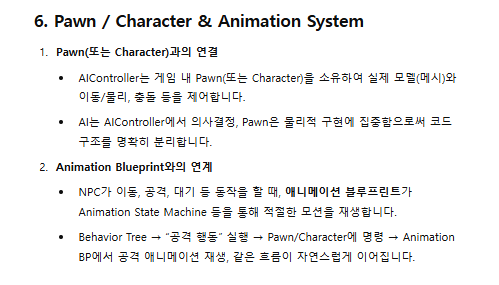 6. Pawn / Character & Animation System
1. Pawn(또는 Character)과의 연결
• AIController는 게임 내 Pawn(또는 Character)을 소유하여 실제 모델(메시)와
이동/물리, 충돌 등을 제어합니다.
• AI는 AIController에서 의사결정, Pawn은 물리적 구현에 집중함으로써 코드
구조를 명확히 분리합니다.
2. Animation Blueprint와의 연계
• NPC가 이동, 공격, 대기 등 동작을 할 때, 애니메이션 블루프린트가
Animation State Machine 등을 통해 적절한 모션을 재생합니다.
• Behavior Tree → “공격 행동” 실행 → Pawn/Character에 명령 → Animation
BP에서 공격 애니메이션 재생, 같은 흐름이 자연스럽게 이어집니다.